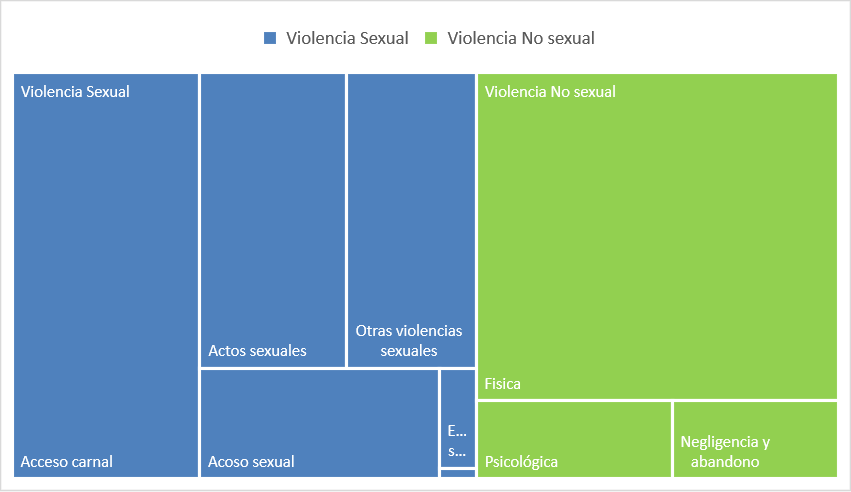 Violencia Sexual
Violencia No sexual
Violencia Sexual
Acceso carnal
Actos sexuales
Otras violencias
sexuales
Acoso sexual
E...
s...
Violencia No sexual
Fisica
Psicológica
Negligencia y
abandono